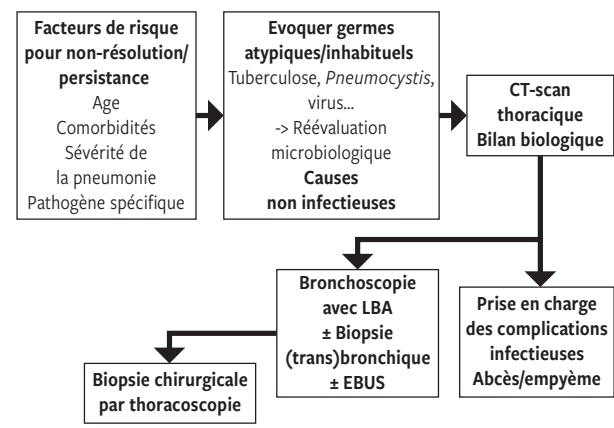 Facteurs de risque
pour non-résolution/
persistance
Age
Comorbidités
Sévérité de
la pneumonie
Pathogène spécifique
Evoquer germes
atypiques/inhabituels
Tuberculose, Pneumocystis,
virus...
-> Réévaluation
microbiologique
Causes
non infectieuses
CT-scan
thoracique
Bilan biologique
Bronchoscopie
avec LBA
± Biopsie
(trans)bronchique
± EBUS
Prise en charge
des complications
infectieuses
Abcès/empyème
Biopsie chirurgicale
par thoracoscopie